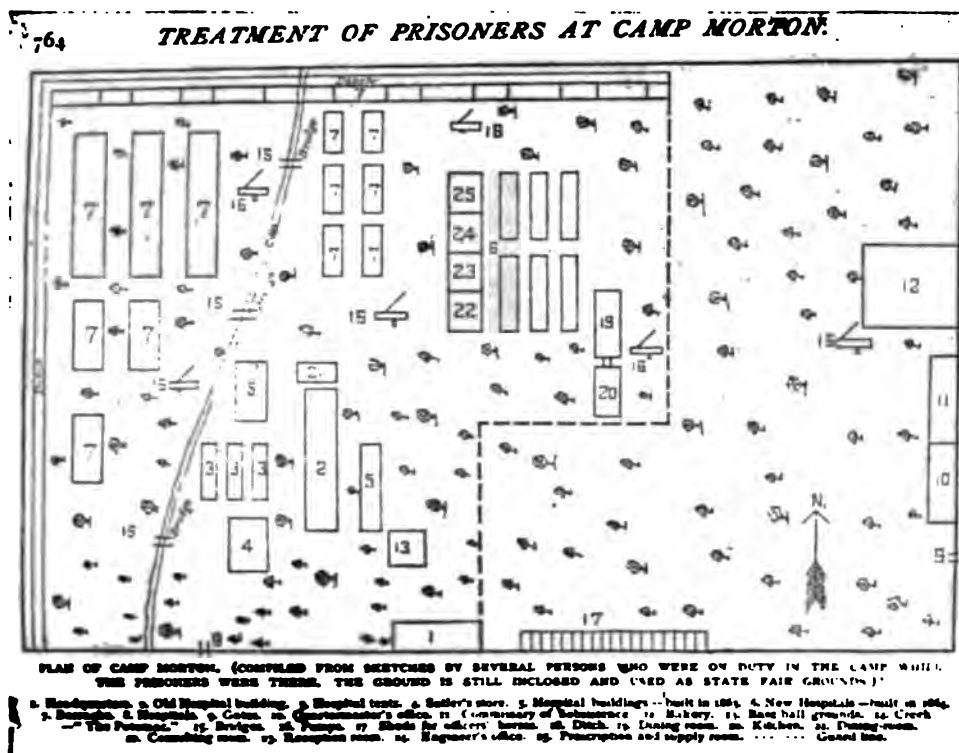 764
TREATMENT OF PRISONERS AT CAMP MORTON.
Ditch
7 7 7
15
Bridge
16
7 7
7 7
7 7
18
25
24
23
22
6
12
15
16
7 7
19
16
20
16
11
10
15
5
2
3 3 3
2
5
7
4
13
15
Bridge
N.
1
17
PLAN OF CAMP MORTON. (COMPILED FROM SKETCHES BY SEVERAL PERSONS WHO WERE ON DUTY IN THE CAMP WHILE
THE PRISONERS WERE THERE. THE GROUND IS STILL INCLOSED AND USED AS STATE FAIR GROUNDS.)
1. Headquarters. 2. Old Hospital building. 3. Hospital tents. 4. Sutler's store. 5. Hospital buildings—built in 1863. 6. New Hospitals—built in 1864.
7. Barracks. 8. Hospitals. 9. Gates. 10. Quartermaster's office. 11. Commissary of Subsistence. 12. Bakery. 13. Base ball grounds. 14. Creek
—"The Potomac." 15. Bridges. 16. Pumps. 17. Sheds for officers' horses. 18. Ditch. 19. Dining room. 20. Kitchen. 21. Dining-room.
22. Consulting room. 23. Reception room. 24. Engineer's office. 25. Prescription and supply room. Guard line.